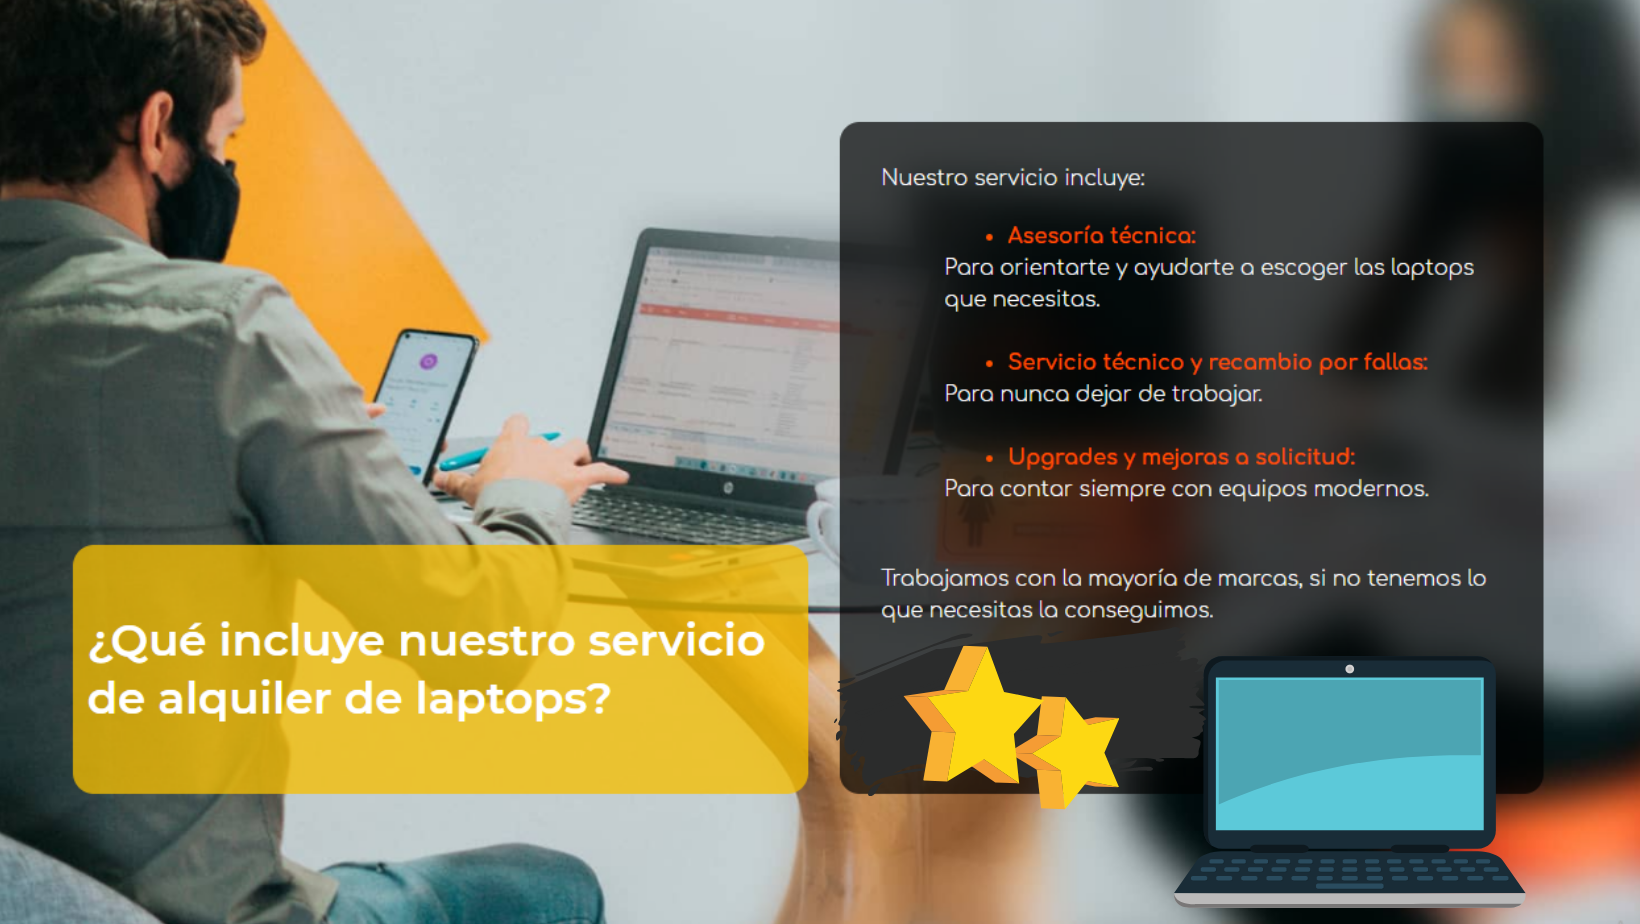 Nuestro servicio incluye:
• Asesoría técnica:
Para orientarte y ayudarte a escoger las laptops
que necesitas.
• Servicio técnico y recambio por fallas:
Para nunca dejar de trabajar.
• Upgrades y mejoras a solicitud:
Para contar siempre con equipos modernos.
Trabajamos con la mayoría de marcas, si no tenemos lo
que necesitas la conseguimos.
¿Qué incluye nuestro servicio
de alquiler de laptops?